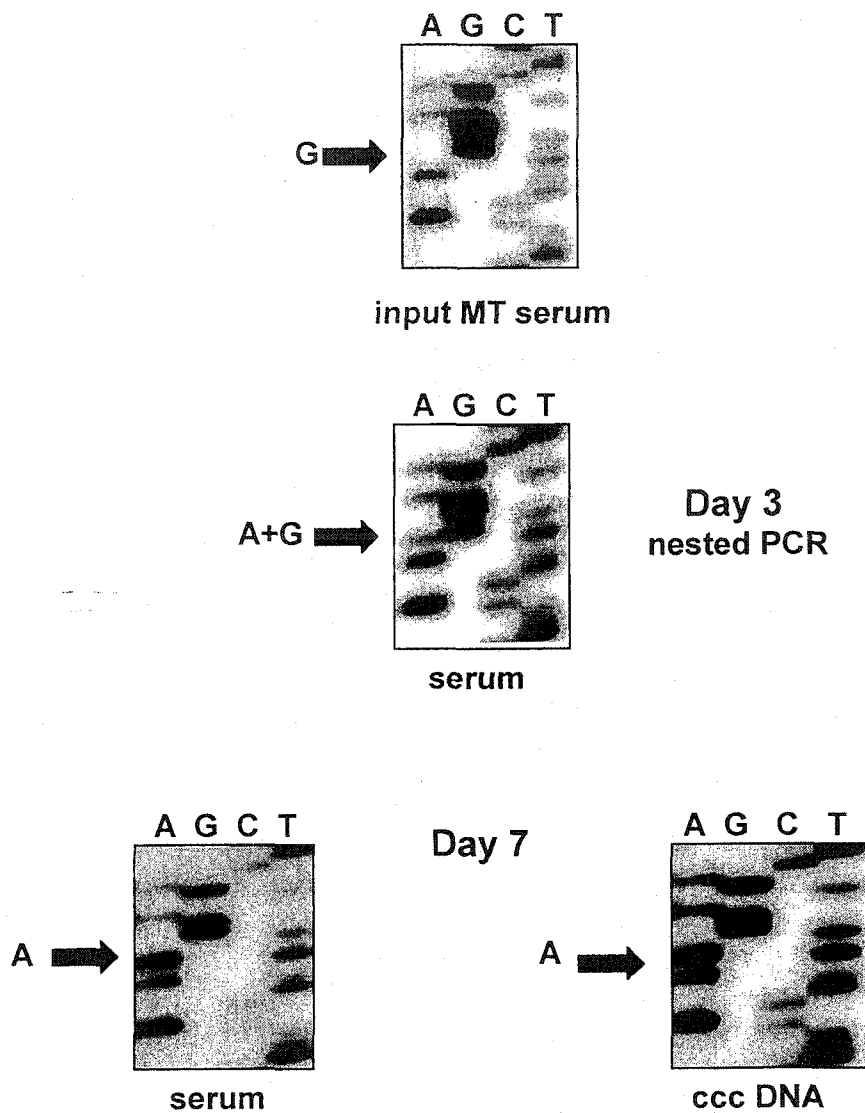 A G C T
G
input MT serum
A G C T
A+G
Day 3
nested PCR
serum
Day 7
A G C T
A
serum
A G C T
A
ccc DNA